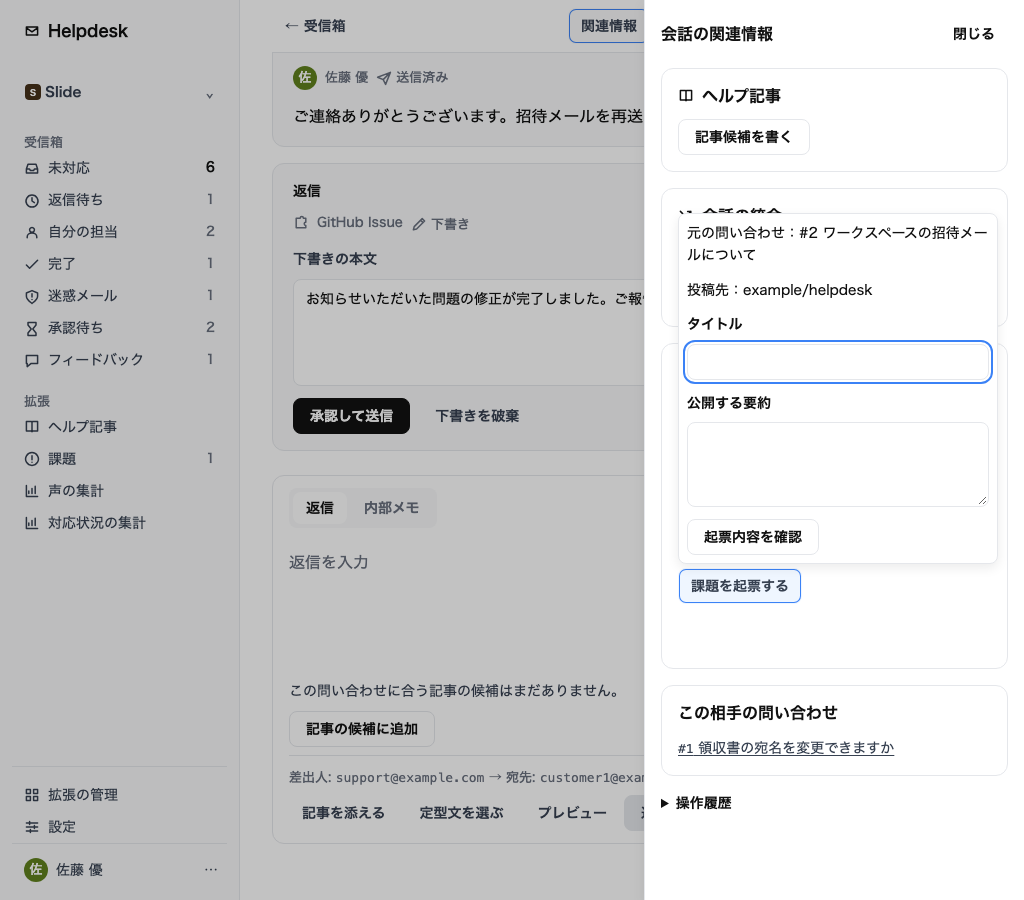 Helpdesk
S Slide
受信箱
未対応 6
返信待ち 1
自分の担当 2
完了 1
迷惑メール 1
承認待ち 2
フィードバック 1
拡張
ヘルプ記事
課題 1
声の集計
対応状況の集計
拡張の管理
設定
佐 佐藤 優 …
← 受信箱
関連情報
佐 佐藤 優 送信済み
ご連絡ありがとうございます。招待メールを再送
返信
GitHub Issue 下書き
下書きの本文
お知らせいただいた問題の修正が完了しました。ご報
承認して送信 下書きを破棄
返信 内部メモ
返信を入力
この問い合わせに合う記事の候補はまだありません。
記事の候補に追加
差出人: support@example.com → 宛先: customer1@exam
記事を添える 定型文を選ぶ プレビュー
会話の関連情報 閉じる
ヘルプ記事
記事候補を書く
元の問い合わせ：#2 ワークスペースの招待メー
ルについて
投稿先：example/helpdesk
タイトル
公開する要約
起票内容を確認
課題を起票する
この相手の問い合わせ
#1 領収書の宛名を変更できますか
▶ 操作履歴